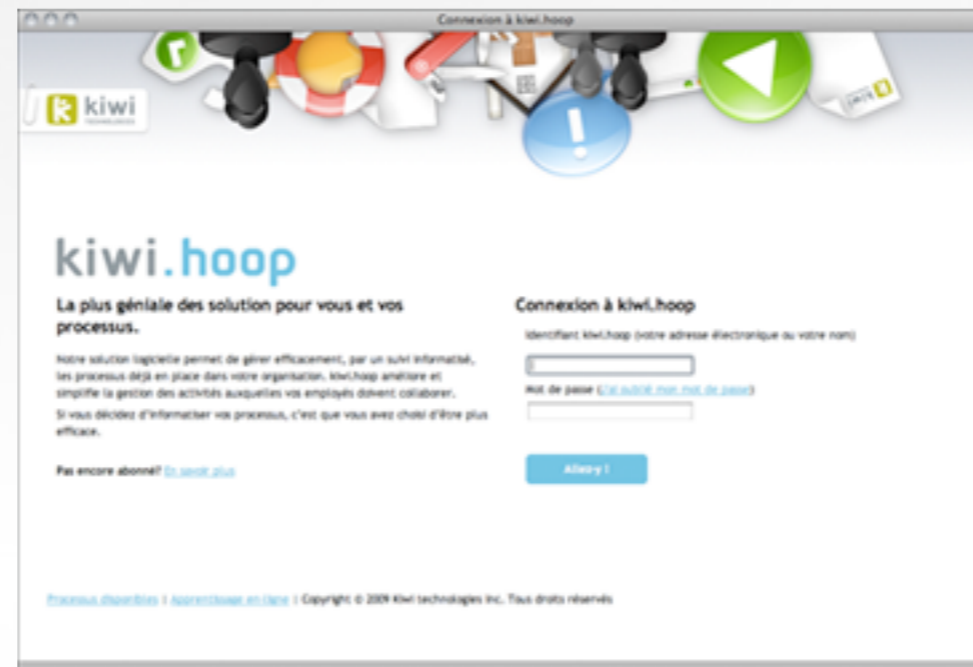 Connexion à kiwi.hoop
kiwi
TECHNOLOGIES
kiwi
kiwi.hoop
La plus géniale des solution pour vous et vos
processus.
Notre solution logicielle permet de gérer efficacement, par un suivi informatisé,
les processus déjà en place dans votre organisation. kiwi.hoop améliore et
simplifie la gestion des activités auxquelles vos employés doivent collaborer.
Si vous décidez d'informatiser vos processus, c'est que vous avez choisi d'être plus
efficace.
Pas encore abonné? En savoir plus
Connexion à kiwi.hoop
Identifiant kiwi.hoop (votre adresse électronique ou votre nom)
Mot de passe (J'ai oublié mon mot de passe)
Allez-y !
Processus disponibles | Apprentissage en-ligne | Copyright © 2009 Kiwi technologies inc. Tous droits réservés